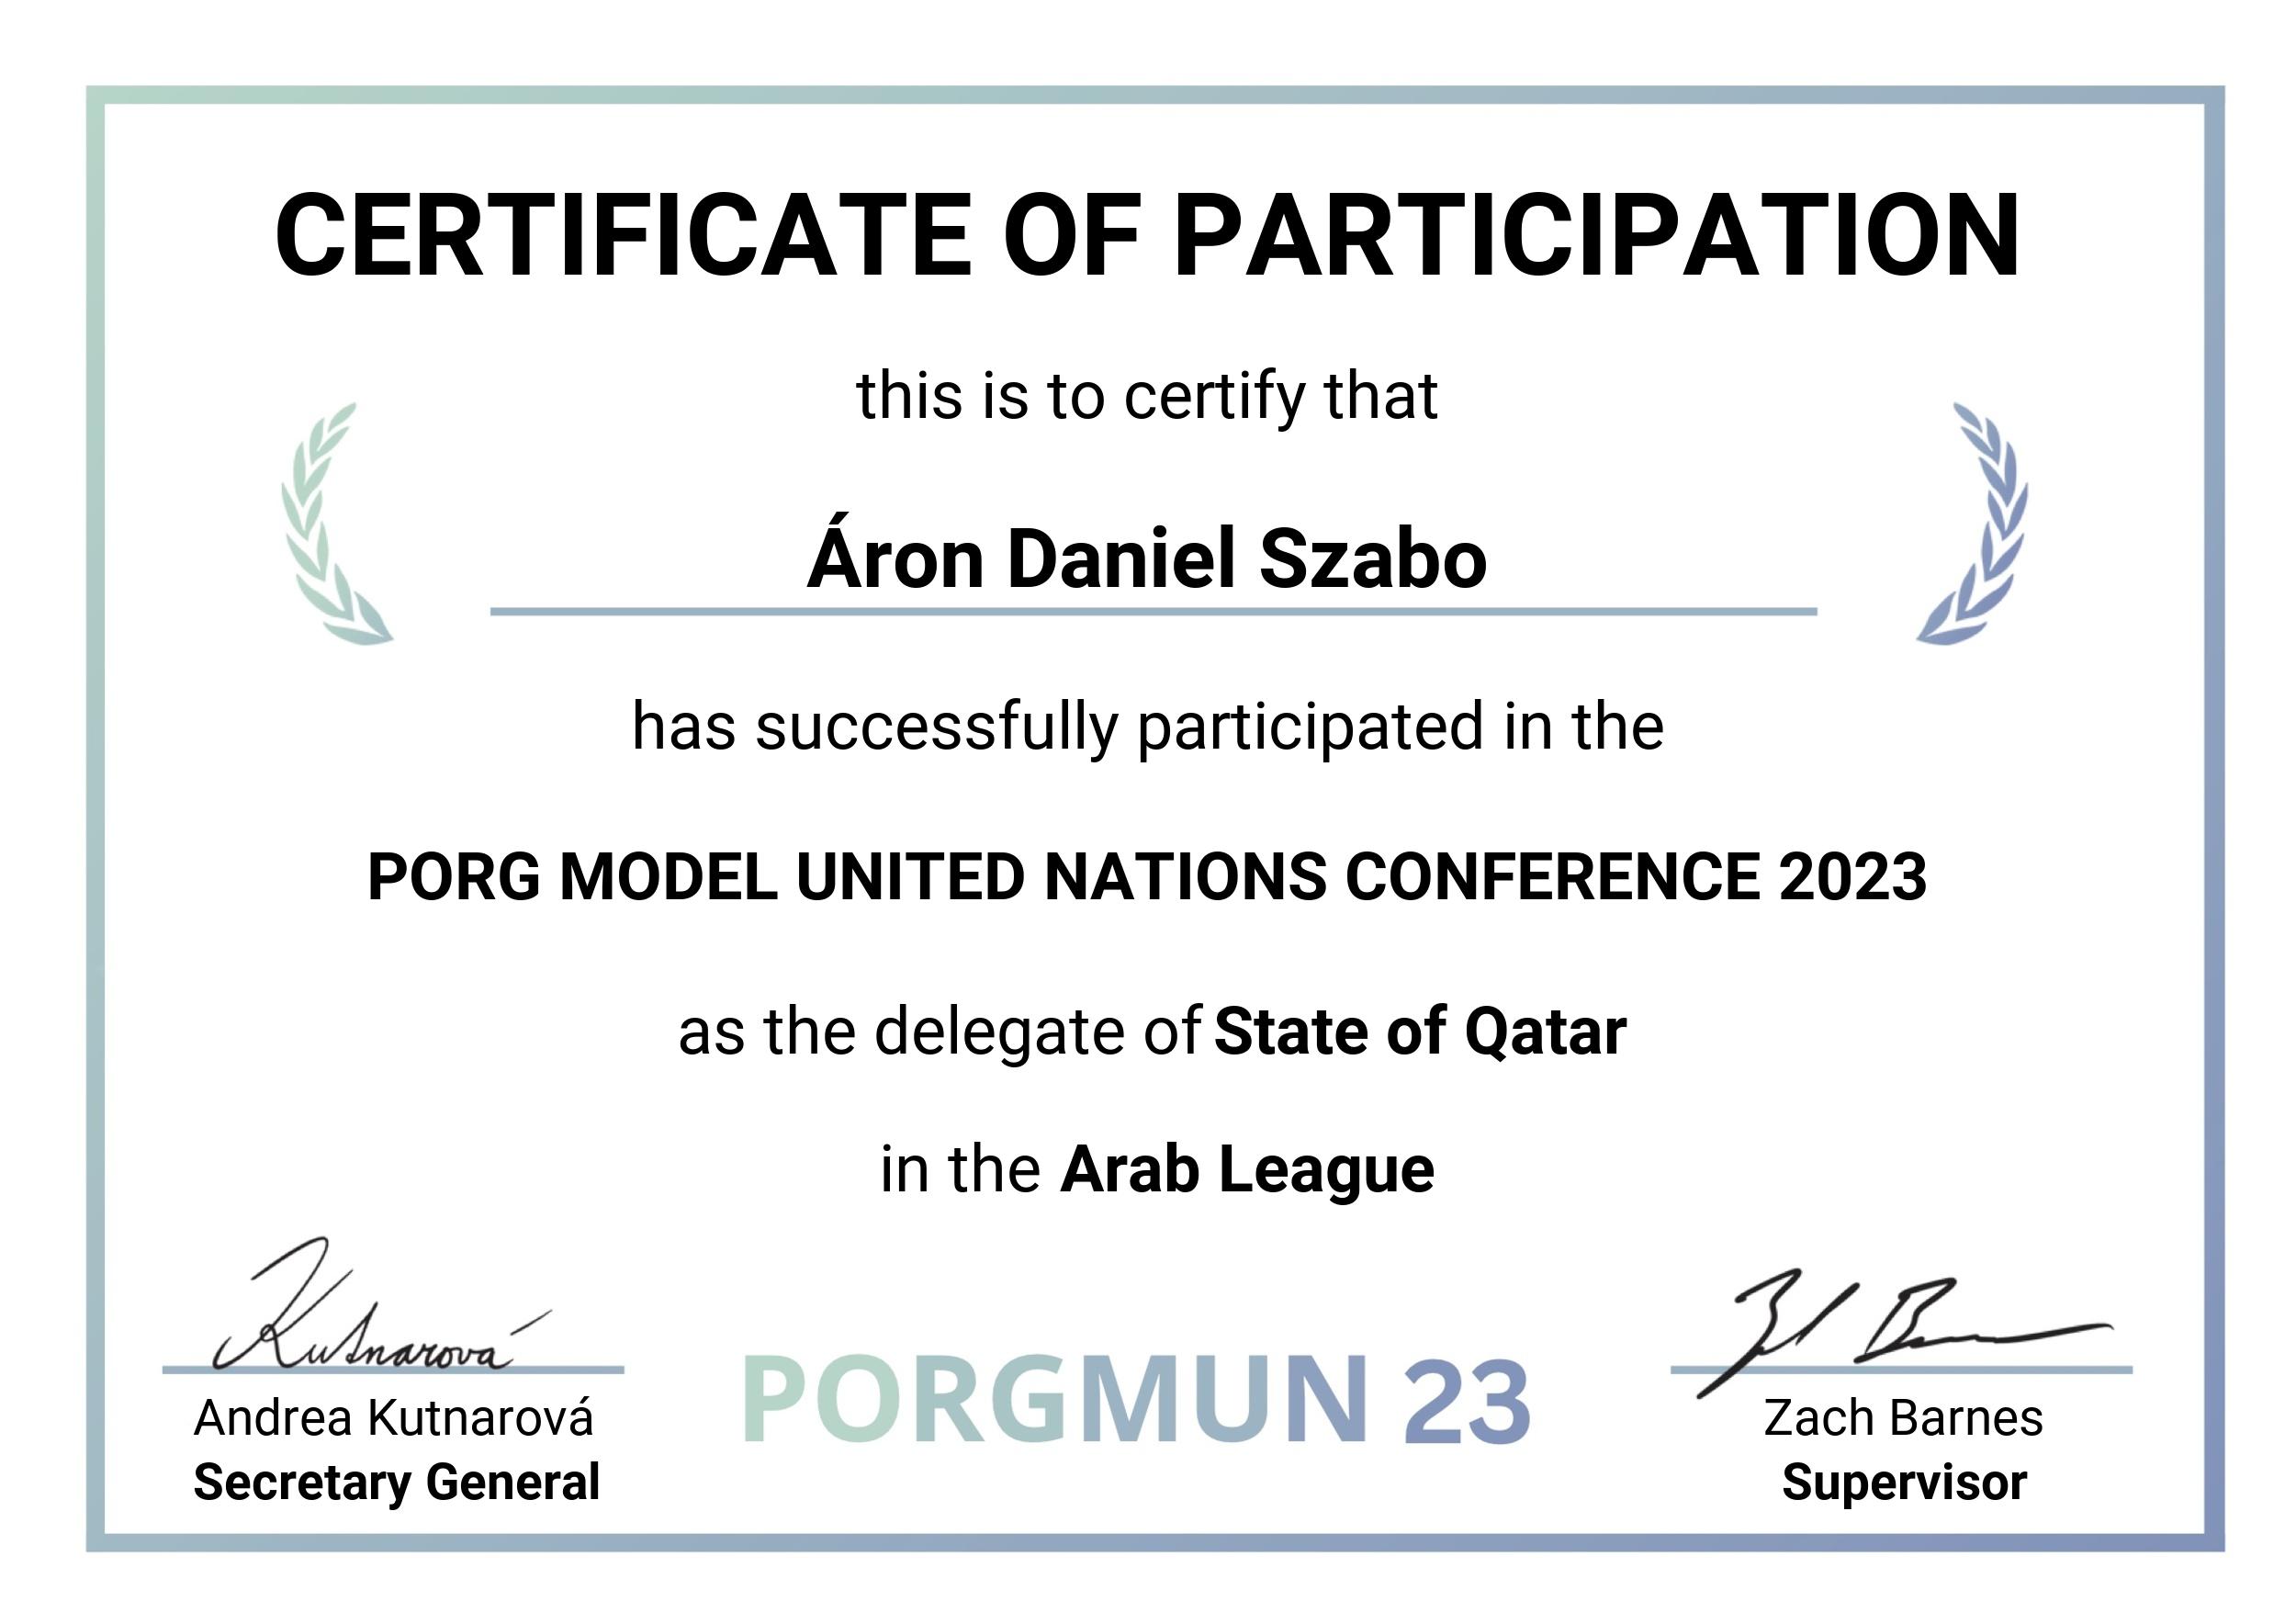 CERTIFICATE OF PARTICIPATION
this is to certify that
Áron Daniel Szabo
has successfully participated in the
PORG MODEL UNITED NATIONS CONFERENCE 2023
as the delegate of State of Qatar
in the Arab League
Kutnarová
Z Barnes
PORGMUN 23
Andrea Kutnarová
Secretary General
Zach Barnes
Supervisor